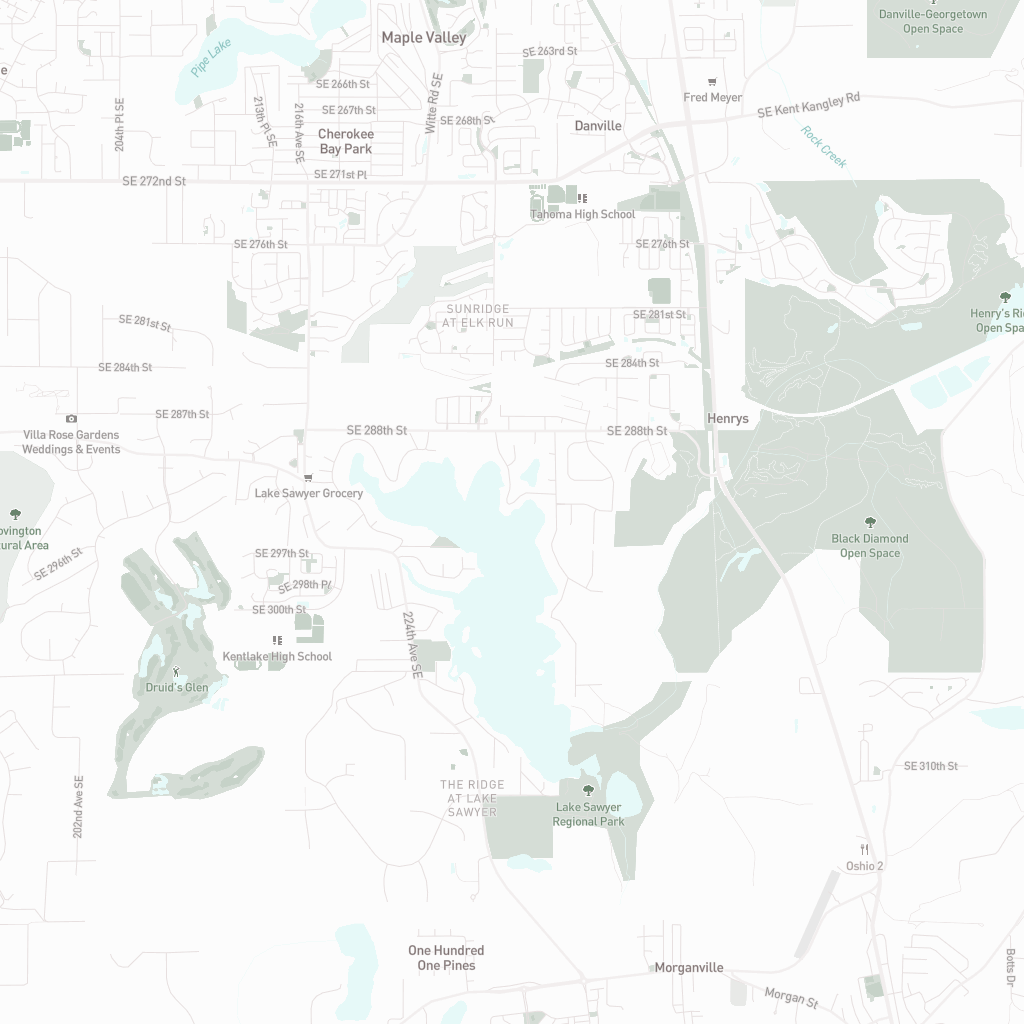 Danville-Georgetown
Open Space
Maple Valley
SE 263rd St
Pipe Lake
SE 266th St
Fred Meyer
SE Kent Kangley Rd
204th Pl SE
213th Pl SE
216th Ave SE
SE 267th St
Witte Rd SE
SE 268th St
Danville
Cherokee
Bay Park
Rock Creek
SE 271st Pl
SE 272nd St
Tahoma High School
SE 276th St
SE 276th St
SUNRIDGE
AT ELK RUN
SE 281st St
SE 281st St
Open Spa
SE 284th St
SE 284th St
SE 287th St
Henrys
Villa Rose Gardens
Weddings & Events
SE 288th St
SE 288th St
Lake Sawyer Grocery
ovington
tural Area
Black Diamond
Open Space
SE 296th St
SE 297th St
SE 298th Pl
SE 300th St
224th Ave SE
Kentlake High School
Druid's Glen
202nd Ave SE
SE 310th St
THE RIDGE
AT LAKE
SAWYER
Lake Sawyer
Regional Park
Oshio 2
One Hundred
One Pines
Morganville
Botts Dr
Morgan St